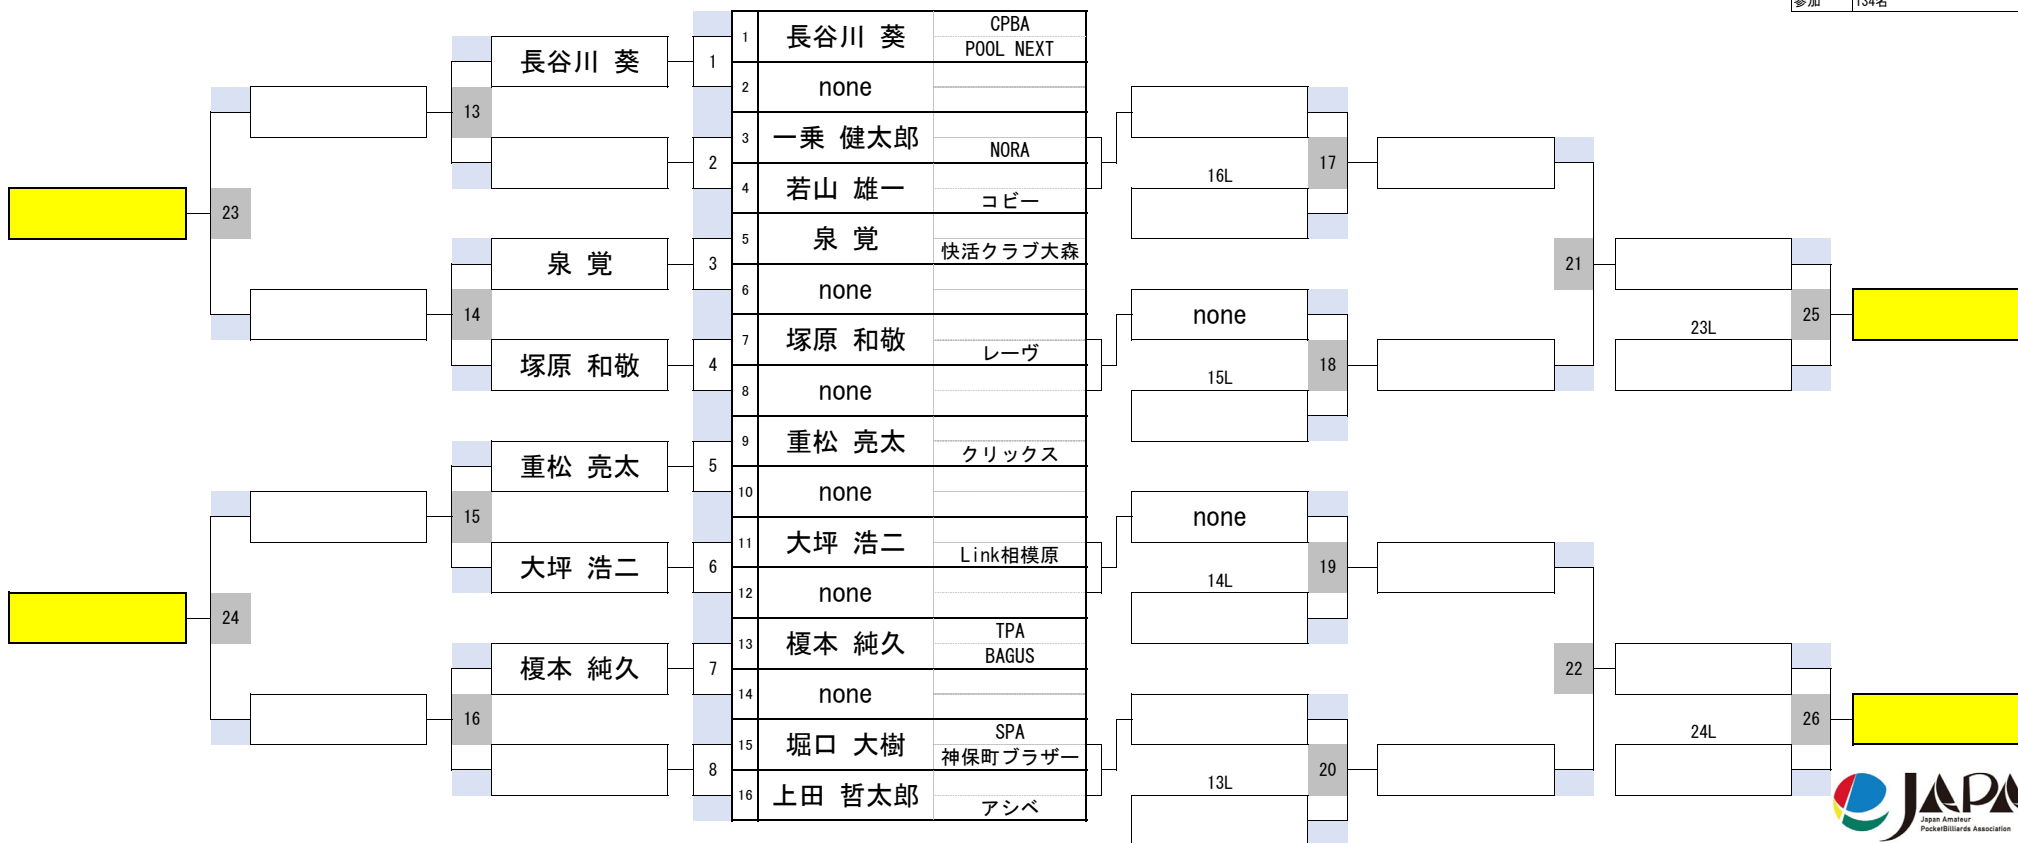 参加 134名
1 長谷川 葵 CPBA
POOL NEXT
2 none
3 一乗 健太郎 NORA
4 若山 雄一 コビー
5 泉 覚 快活クラブ大森
6 none
7 塚原 和敬 レーヴ
8 none
9 重松 亮太 クリックス
10 none
11 大坪 浩二 Link相模原
12 none
13 榎本 純久 TPA
BAGUS
14 none
15 堀口 大樹 SPA
神保町ブラザー
16 上田 哲太郎 アシベ
長谷川 葵 1
13
2
23
泉 覚 3
14
塚原 和敬 4
重松 亮太 5
15
大坪 浩二 6
24
榎本 純久 7
16
8
17
16L
21
none
18
15L
23L
25
none
19
14L
22
20
13L
24L
26
JAPA
Japan Amateur
PocketBilliards Association